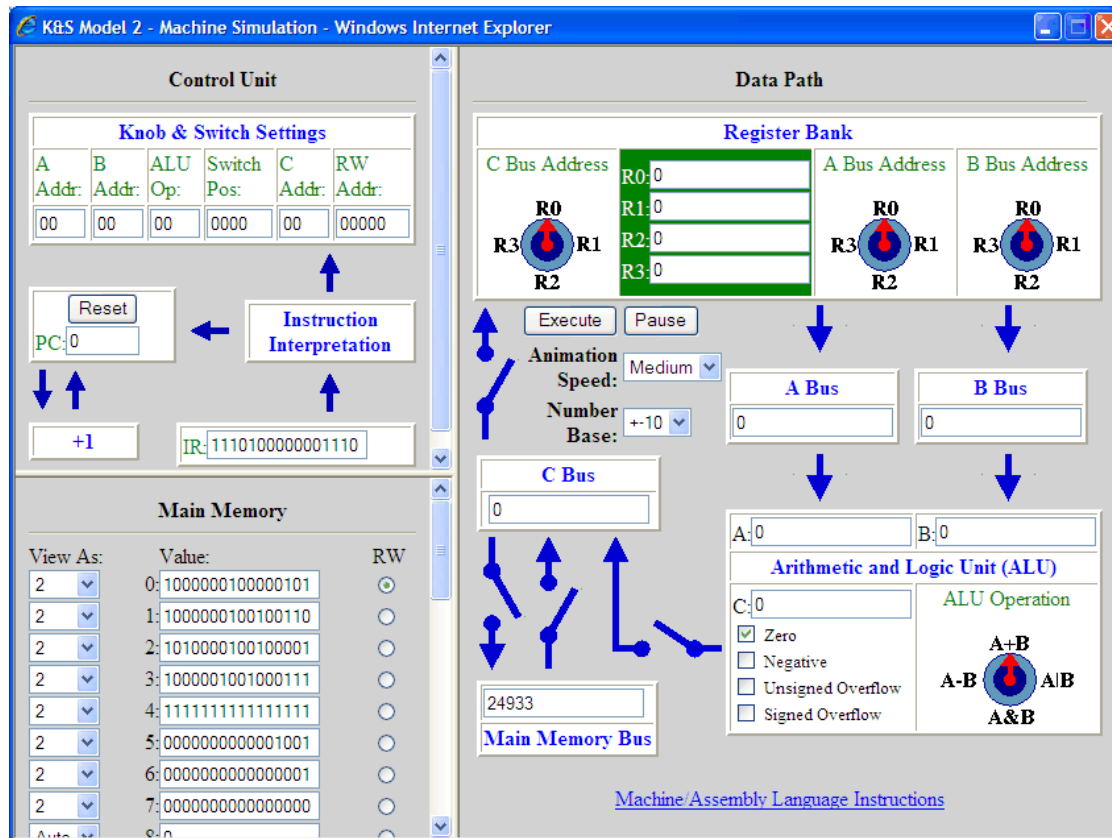 K&S Model 2 - Machine Simulation - Windows Internet Explorer
Control Unit
Knob & Switch Settings
A Addr: B Addr: ALU Op: Switch Pos: C Addr: RW Addr:
00 00 00 0000 00 00000
Reset
PC: 0
Instruction
Interpretation
+1
IR: 1110100000001110
Main Memory
View As: Value: RW
2 0: 1000000100000101
2 1: 1000000100100110
2 2: 1010000100100001
2 3: 1000001001000111
2 4: 1111111111111111
2 5: 0000000000001001
2 6: 0000000000000001
2 7: 0000000000000000
Auto 8: 0
Data Path
Register Bank
C Bus Address
R0
R3 R1
R2
R0: 0
R1: 0
R2: 0
R3: 0
A Bus Address
R0
R3 R1
R2
B Bus Address
R0
R3 R1
R2
Execute Pause
Animation
Speed: Medium
Number
Base: +-10
A Bus
0
B Bus
0
C Bus
0
A: 0 B: 0
Arithmetic and Logic Unit (ALU)
C: 0
Zero
Negative
Unsigned Overflow
Signed Overflow
ALU Operation
A+B
A-B A|B
A&B
24933
Main Memory Bus
Machine/Assembly Language Instructions